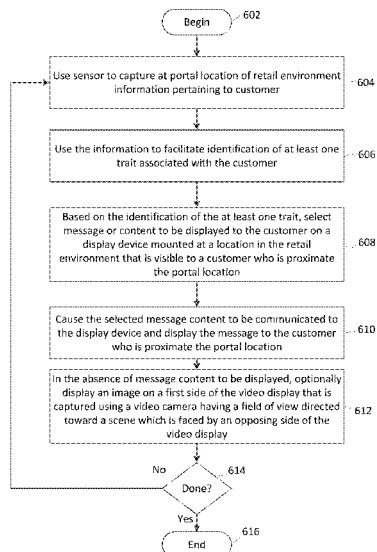 Begin
602
Use sensor to capture at portal location of retail environment
information pertaining to customer
604
Use the information to facilitate identification of at least one
trait associated with the customer
606
Based on the identification of the at least one trait, select
message or content to be displayed to the customer on a
display device mounted at a location in the retail
environment that is visible to a customer who is proximate
the portal location
608
Cause the selected message content to be communicated to
the display device and display the message to the customer
who is proximate the portal location
610
In the absence of message content to be displayed, optionally
display an image on a first side of the video display that is
captured using a video camera having a field of view directed
toward a scene which is faced by an opposing side of the
video display
612
No
614
Done?
Yes
616
End